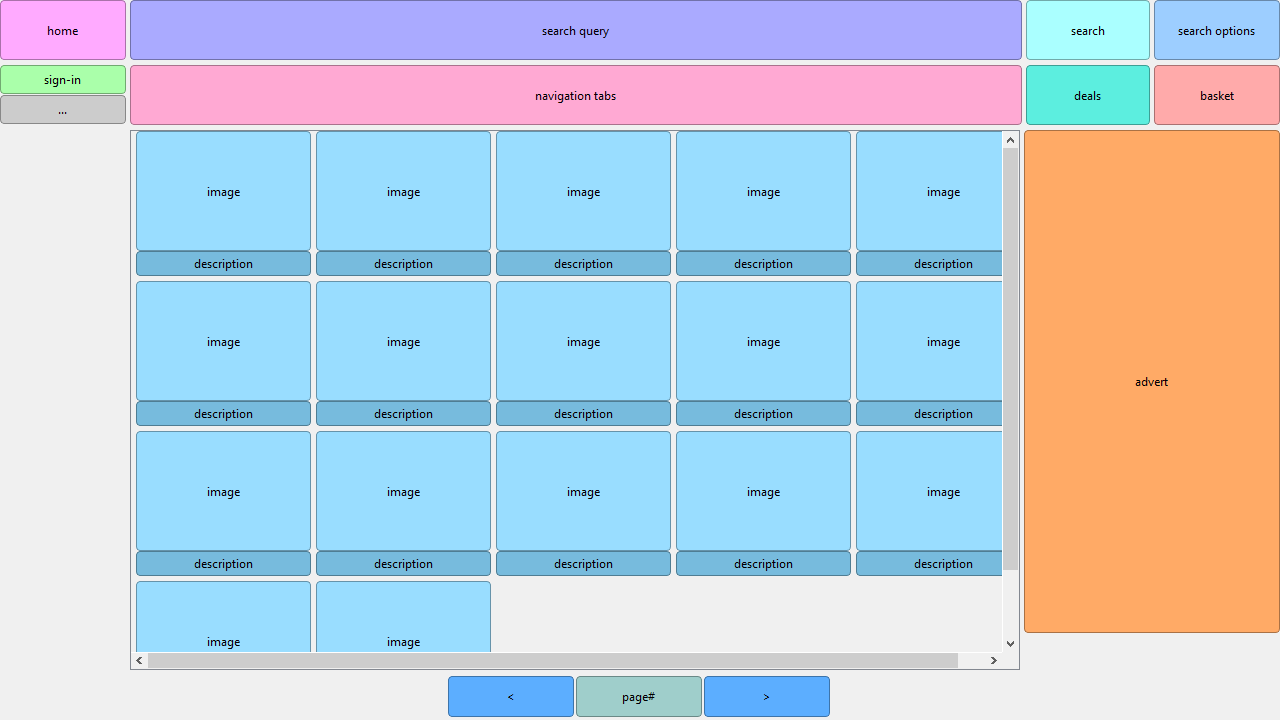 home
search query
search
search options
sign-in
...
navigation tabs
deals
basket
image image image image image
description description description description description
image image image image image
description description description description description
advert
image image image image image
description description description description description
image image
< page# >